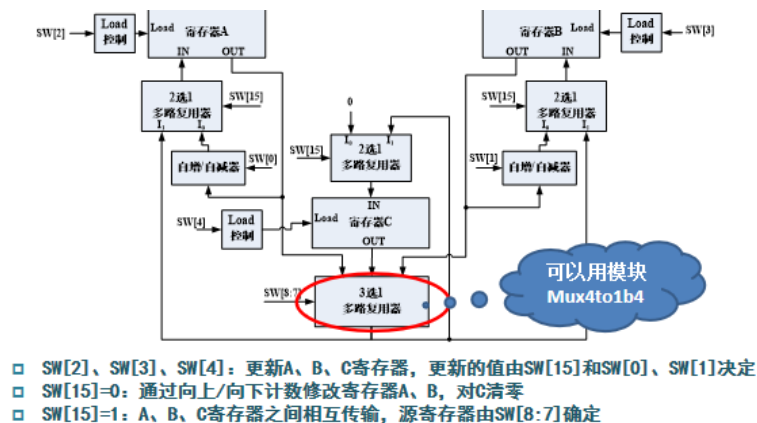 SW[2] Load 控制 Load 寄存器A 寄存器B Load Load 控制 SW[3]
IN OUT OUT IN
2选1 多路复用器 SW[15] SW[15] 2选1 多路复用器
I₁ I₀ 0 I₀ I₁
I₀ I₁
SW[15] 2选1 多路复用器
自增/自减器 SW[0] SW[1] 自增/自减器
SW[4] Load 控制 Load IN 寄存器C
OUT
SW[8:7] 3选1 多路复用器
可以用模块
Mux4to1b4
SW[2]、SW[3]、SW[4]：更新A、B、C寄存器，更新的值由SW[15]和SW[0]、SW[1]决定
SW[15]=0：通过向上/向下计数修改寄存器A、B，对C清零
SW[15]=1：A、B、C寄存器之间相互传输，源寄存器由SW[8:7]确定